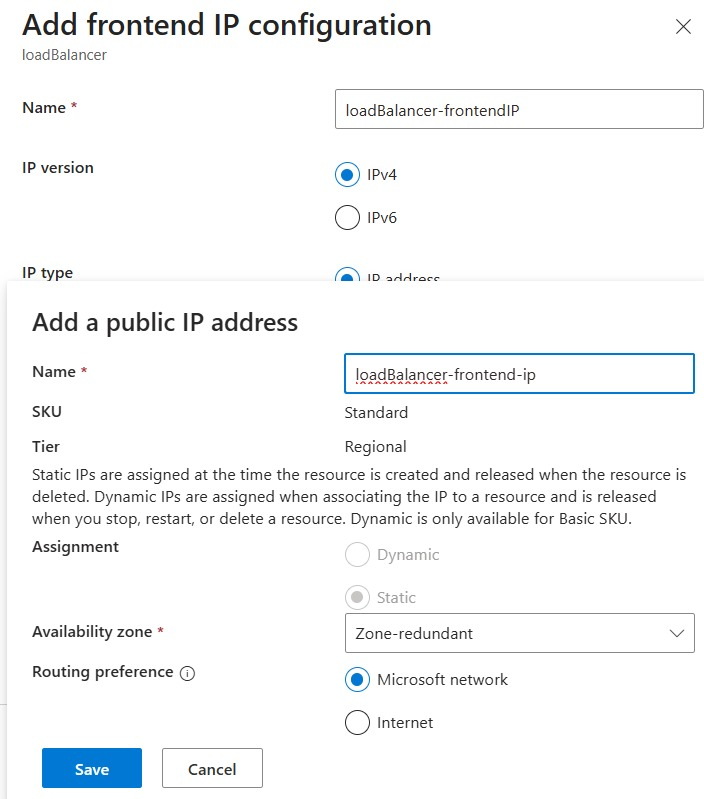 Add frontend IP configuration
loadBalancer
Name *
loadBalancer-frontendIP
IP version
IPv4
IPv6
IP type
IP address
Add a public IP address
Name *
loadBalancer-frontend-ip
SKU
Standard
Tier
Regional
Static IPs are assigned at the time the resource is created and released when the resource is
deleted. Dynamic IPs are assigned when associating the IP to a resource and is released
when you stop, restart, or delete a resource. Dynamic is only available for Basic SKU.
Assignment
Dynamic
Static
Availability zone *
Zone-redundant
Routing preference
Microsoft network
Internet
Save
Cancel